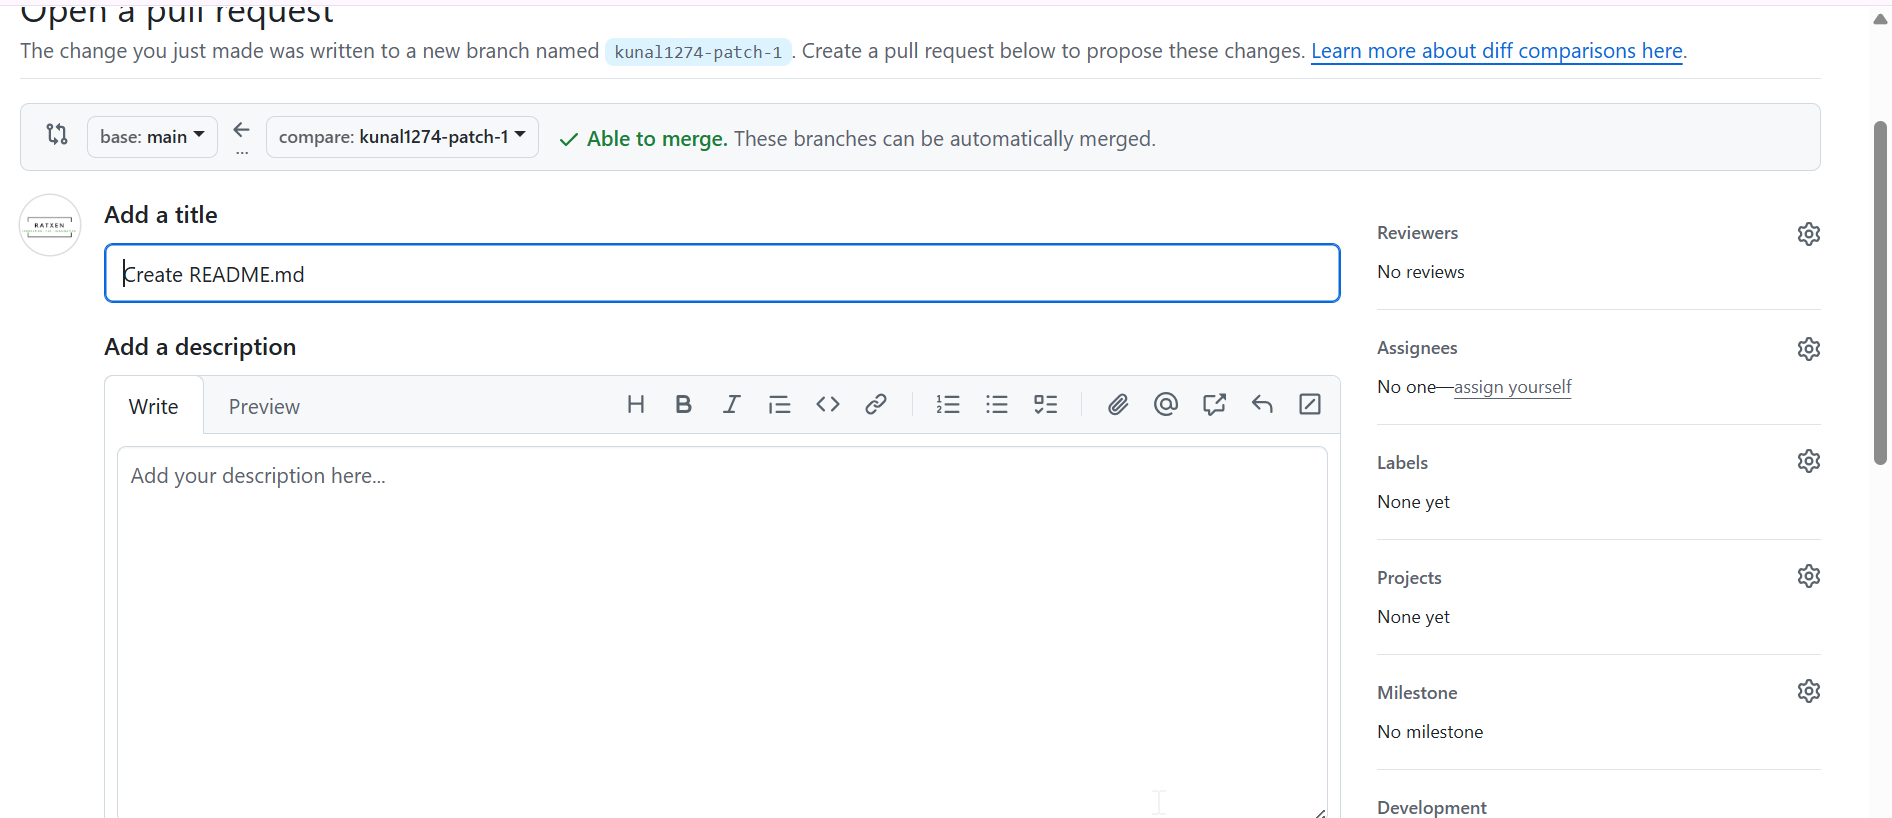 Open a pull request
The change you just made was written to a new branch named kunal1274-patch-1. Create a pull request below to propose these changes. Learn more about diff comparisons here.
base: main ... compare: kunal1274-patch-1 Able to merge. These branches can be automatically merged.
RATXEN
Add a title
Create README.md
Add a description
Write Preview
Add your description here...
Reviewers
No reviews
Assignees
No one—assign yourself
Labels
None yet
Projects
None yet
Milestone
No milestone
Development